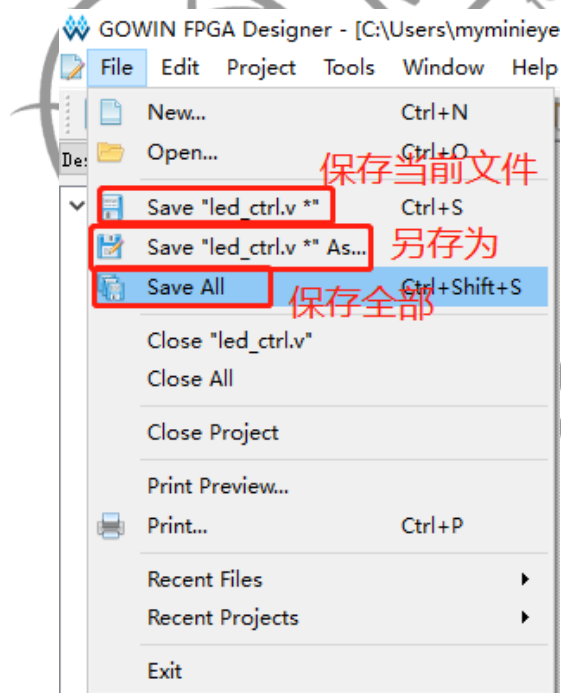 GOWIN FPGA Designer - [C:\Users\myminieye
File Edit Project Tools Window Help
New... Ctrl+N
Open... Ctrl+O
保存当前文件
Save "led_ctrl.v *" Ctrl+S
Save "led_ctrl.v *" As... 另存为
Save All Ctrl+Shift+S
保存全部
Close "led_ctrl.v"
Close All
Close Project
Print Preview...
Print... Ctrl+P
Recent Files
Recent Projects
Exit